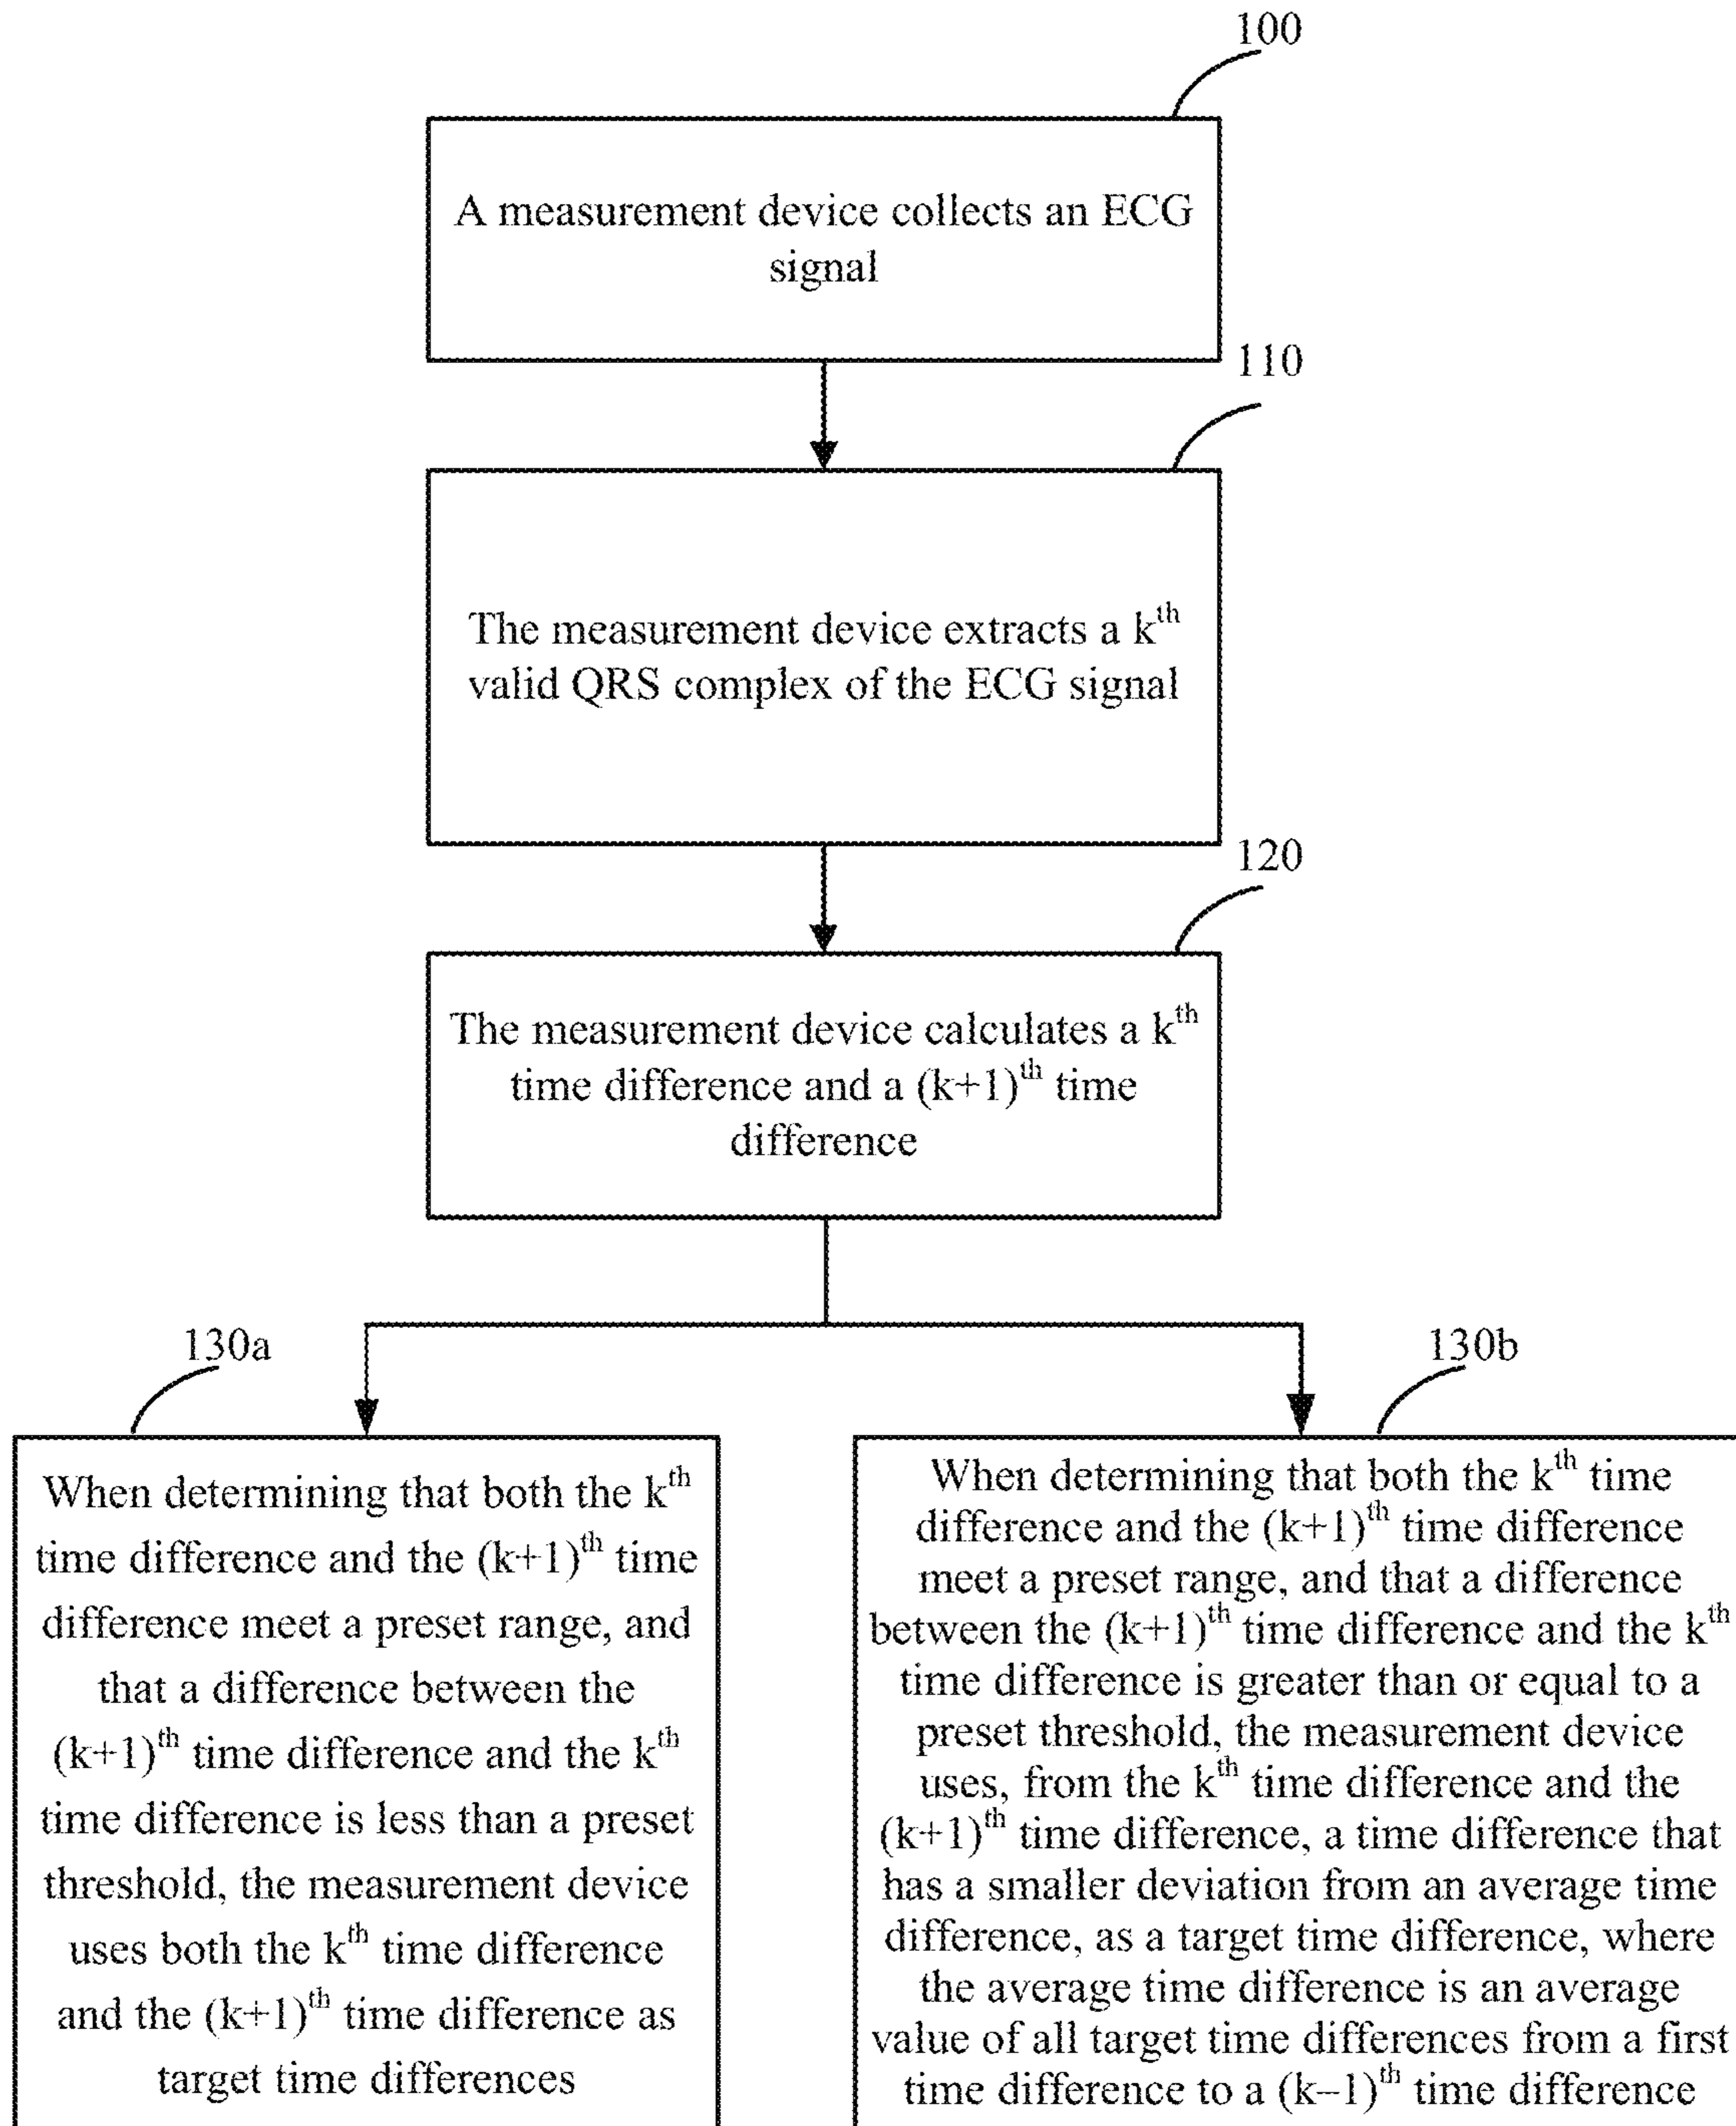 100
A measurement device collects an ECG
signal
110
The measurement device extracts a kth
valid QRS complex of the ECG signal
120
The measurement device calculates a kth
time difference and a (k+1)th time
difference
130a
When determining that both the kth
time difference and the (k+1)th time
difference meet a preset range, and
that a difference between the
(k+1)th time difference and the kth
time difference is less than a preset
threshold, the measurement device
uses both the kth time difference
and the (k+1)th time difference as
target time differences
130b
When determining that both the kth time
difference and the (k+1)th time difference
meet a preset range, and that a difference
between the (k+1)th time difference and the kth
time difference is greater than or equal to a
preset threshold, the measurement device
uses, from the kth time difference and the
(k+1)th time difference, a time difference that
has a smaller deviation from an average time
difference, as a target time difference, where
the average time difference is an average
value of all target time differences from a first
time difference to a (k–1)th time difference